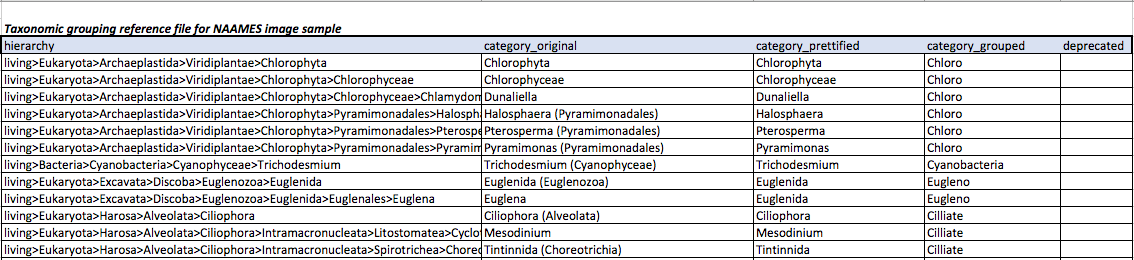 Taxonomic grouping reference file for NAAMES image sample
hierarchy category_original category_prettified category_grouped deprecated
living>Eukaryota>Archaeplastida>Viridiplantae>Chlorophyta Chlorophyta Chlorophyta Chloro
living>Eukaryota>Archaeplastida>Viridiplantae>Chlorophyta>Chlorophyceae Chlorophyceae Chlorophyceae Chloro
living>Eukaryota>Archaeplastida>Viridiplantae>Chlorophyta>Chlorophyceae>Chlamydom Dunaliella Dunaliella Chloro
living>Eukaryota>Archaeplastida>Viridiplantae>Chlorophyta>Pyramimonadales>Halosph Halosphaera (Pyramimonadales) Halosphaera Chloro
living>Eukaryota>Archaeplastida>Viridiplantae>Chlorophyta>Pyramimonadales>Pterospe Pterosperma (Pyramimonadales) Pterosperma Chloro
living>Eukaryota>Archaeplastida>Viridiplantae>Chlorophyta>Pyramimonadales>Pyramim Pyramimonas (Pyramimonadales) Pyramimonas Chloro
living>Bacteria>Cyanobacteria>Cyanophyceae>Trichodesmium Trichodesmium (Cyanophyceae) Trichodesmium Cyanobacteria
living>Eukaryota>Excavata>Discoba>Euglenozoa>Euglenida Euglenida (Euglenozoa) Euglenida Eugleno
living>Eukaryota>Excavata>Discoba>Euglenozoa>Euglenida>Euglenales>Euglena Euglena Euglenida Eugleno
living>Eukaryota>Harosa>Alveolata>Ciliophora Ciliophora (Alveolata) Ciliophora Cilliate
living>Eukaryota>Harosa>Alveolata>Ciliophora>Intramacronucleata>Litostomatea>Cyclo Mesodinium Mesodinium Cilliate
living>Eukaryota>Harosa>Alveolata>Ciliophora>Intramacronucleata>Spirotrichea>Chore Tintinnida (Choreotrichia) Tintinnida Cilliate